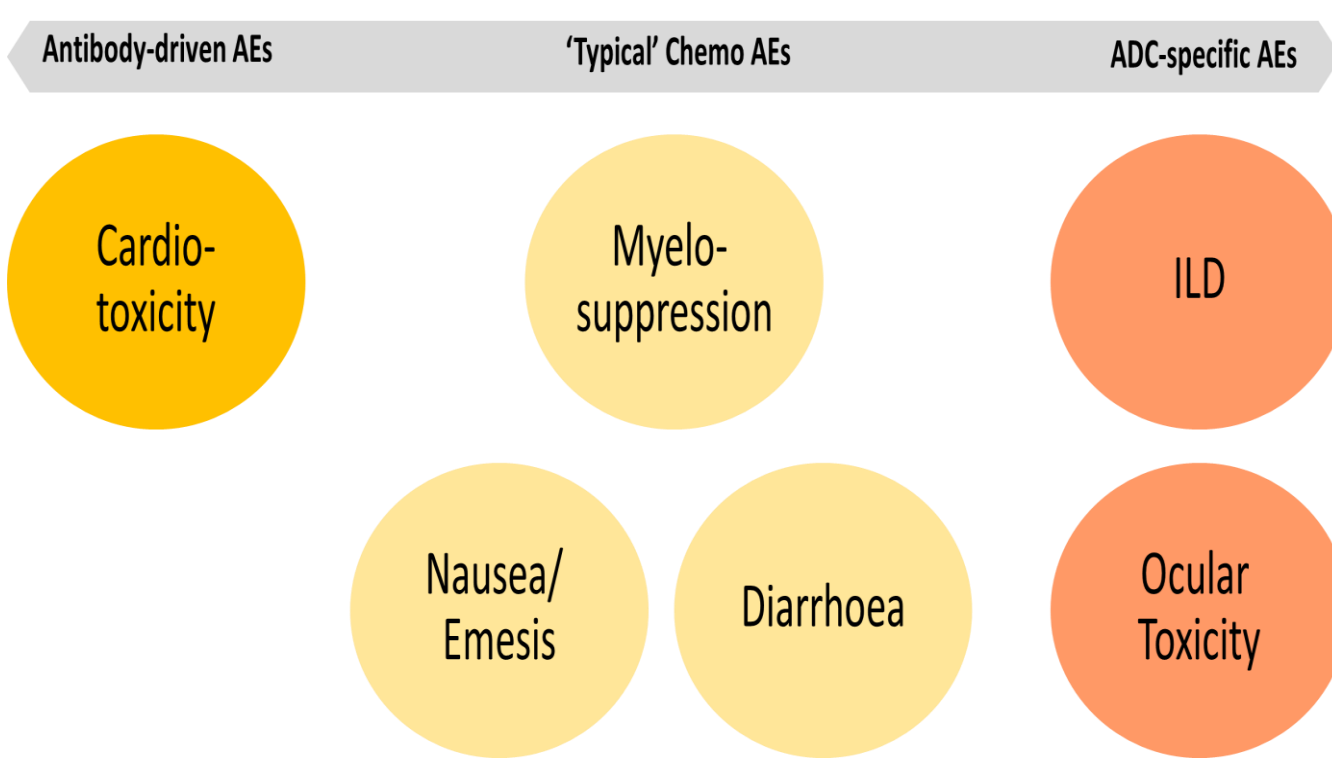 Antibody-driven AEs
‘Typical’ Chemo AEs
ADC-specific AEs
Cardio-
toxicity
Myelo-
suppression
ILD
Nausea/
Emesis
Diarrhoea
Ocular
Toxicity